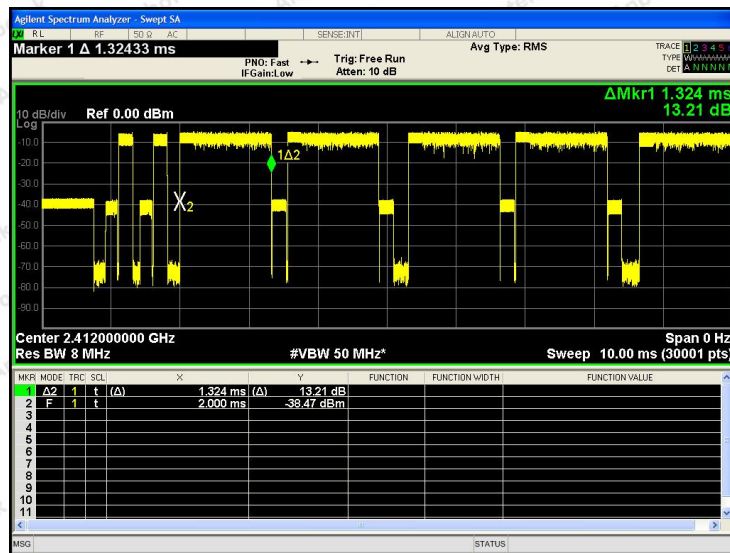 Agilent Spectrum Analyzer - Swept SA
LXI RL RF 50 Ω AC SENSE:INT ALIGN AUTO
Marker 1 Δ 1.32433 ms
PNO: Fast
IFGain:Low
Trig: Free Run
Atten: 10 dB
Avg Type: RMS
TRACE 1 2 3 4 5
TYPE W
DET A N N N N
ΔMkr1 1.324 ms
13.21 dB
10 dB/div Ref 0.00 dBm
Log
-10.0
-20.0
-30.0
-40.0
-50.0
-60.0
-70.0
-80.0
-90.0
1Δ2
X2
Center 2.412000000 GHz Span 0 Hz
Res BW 8 MHz #VBW 50 MHz* Sweep 10.00 ms (30001 pts)
MKR MODE TRC SCL X Y FUNCTION FUNCTION WIDTH FUNCTION VALUE
1 Δ2 1 t (Δ) 1.324 ms (Δ) 13.21 dB
2 F 1 t 2.000 ms -38.47 dBm
3
4
5
6
7
8
9
10
11
MSG STATUS